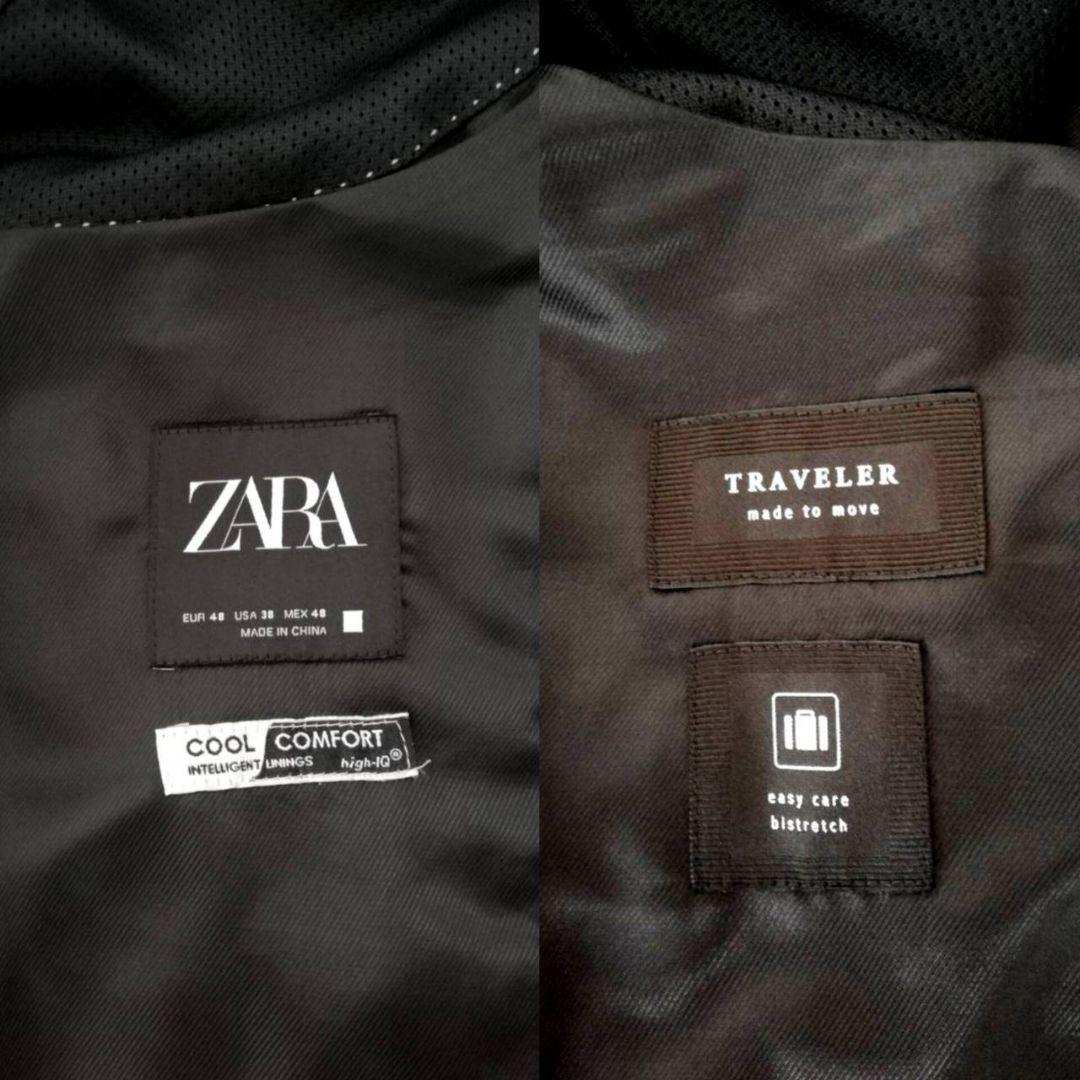 ZARA
EUR 48 USA 38 MEX 48
MADE IN CHINA
COOL COMFORT
INTELLIGENT LININGS high-IQ®
TRAVELER
made to move
easy care
bistretch